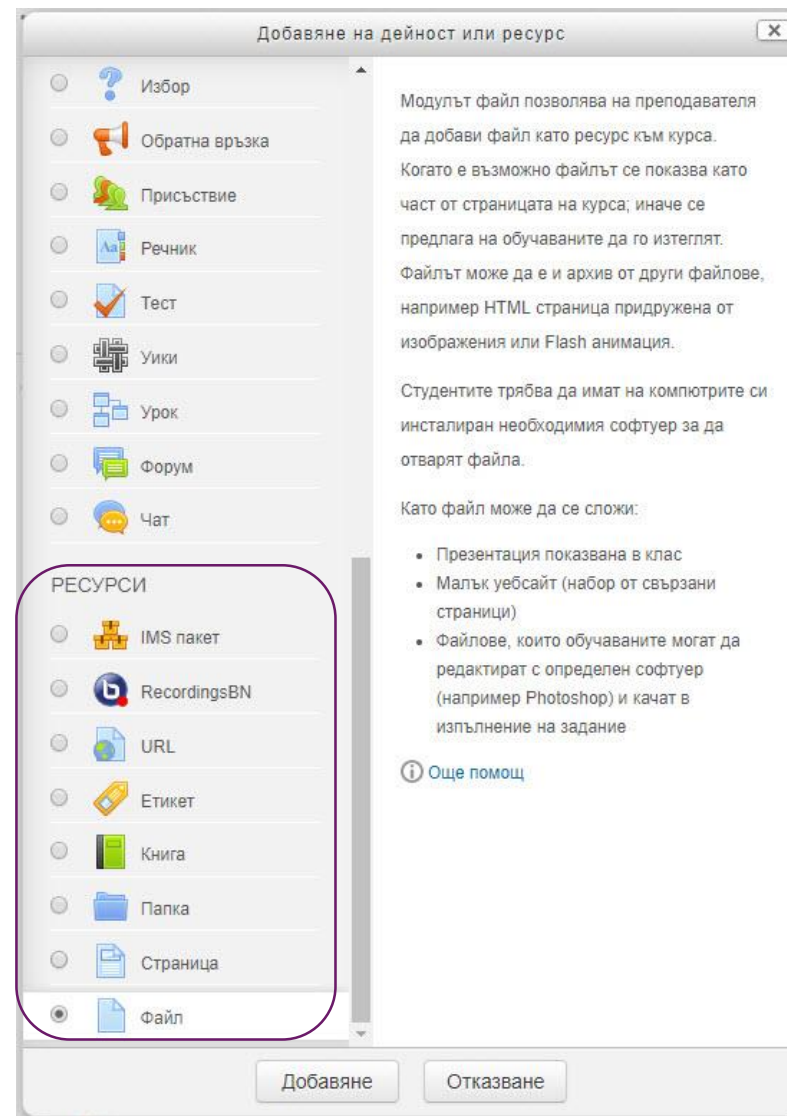 Добавяне на дейност или ресурс
Избор
Обратна връзка
Присъствие
Речник
Тест
Уики
Урок
Форум
Чат
РЕСУРСИ
IMS пакет
RecordingsBN
URL
Етикет
Книга
Папка
Страница
Файл
Модулът файл позволява на преподавателя
да добави файл като ресурс към курса.
Когато е възможно файлът се показва като
част от страницата на курса; иначе се
предлага на обучаваните да го изтеглят.
Файлът може да е и архив от други файлове,
например HTML страница придружена от
изображения или Flash анимация.
Студентите трябва да имат на компютрите си
инсталиран необходимия софтуер за да
отварят файла.
Като файл може да се сложи:
• Презентация показвана в клас
• Малък уебсайт (набор от свързани
страници)
• Файлове, които обучаваните могат да
редактират с определен софтуер
(например Photoshop) и качат в
изпълнение на задание
Още помощ
Добавяне
Отказване